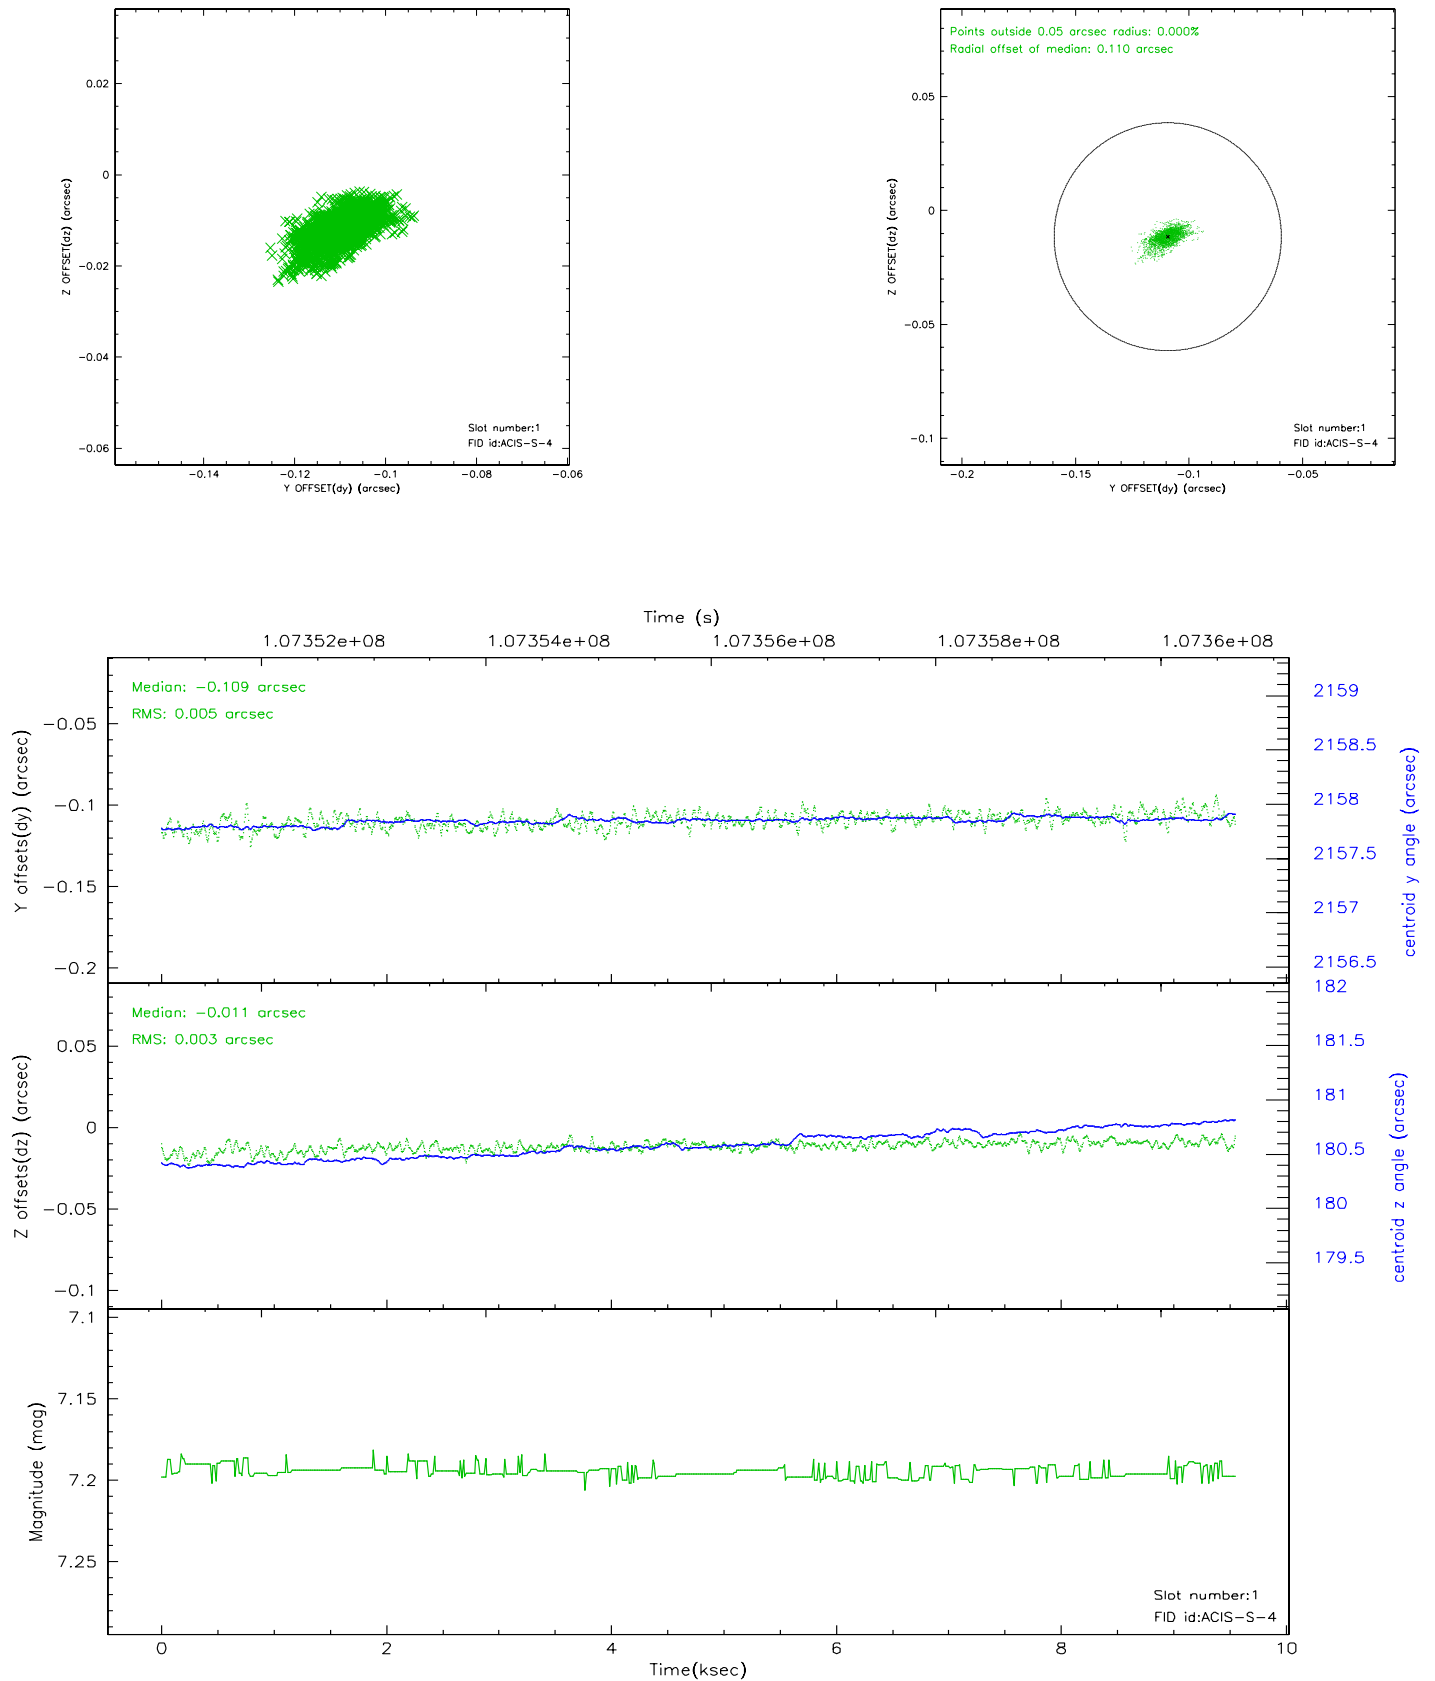 0.02
0
-0.02
-0.04
-0.06
Z OFFSET(dz) (arcsec)
Slot number:1
FID id:ACIS-S-4
-0.14
-0.12
-0.1
-0.08
-0.06
Y OFFSET(dy) (arcsec)
Points outside 0.05 arcsec radius: 0.000%
Radial offset of median: 0.110 arcsec
0.05
0
-0.05
-0.1
Z OFFSET(dz) (arcsec)
Slot number:1
FID id:ACIS-S-4
-0.2
-0.15
-0.1
-0.05
Y OFFSET(dy) (arcsec)
Time (s)
1.07352e+08
1.07354e+08
1.07356e+08
1.07358e+08
1.0736e+08
Median: -0.109 arcsec
RMS: 0.005 arcsec
-0.05
-0.1
-0.15
-0.2
Y offsets(dy) (arcsec)
2159
2158.5
2158
2157.5
2157
2156.5
centroid y angle (arcsec)
Median: -0.011 arcsec
RMS: 0.003 arcsec
0.05
0
-0.05
-0.1
Z offsets(dz) (arcsec)
182
181.5
181
180.5
180
179.5
centroid z angle (arcsec)
7.1
7.15
7.2
7.25
Magnitude (mag)
Slot number:1
FID id:ACIS-S-4
0
2
4
6
8
10
Time(ksec)